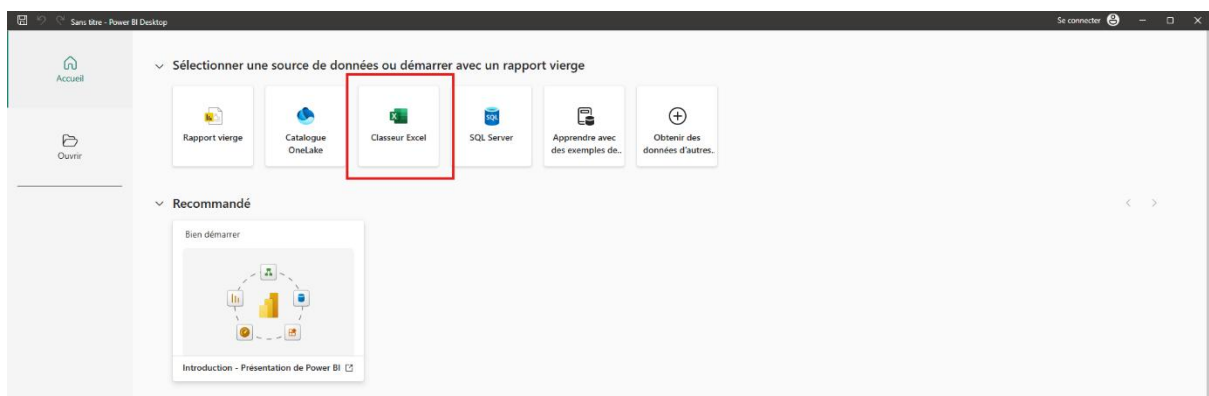 Sans titre - Power BI Desktop
Se connecter
Accueil
Ouvrir
Sélectionner une source de données ou démarrer avec un rapport vierge
Rapport vierge
Catalogue
OneLake
Classeur Excel
SQL
SQL Server
Apprendre avec
des exemples de..
Obtenir des
données d'autres..
Recommandé
Bien démarrer
Introduction - Présentation de Power BI